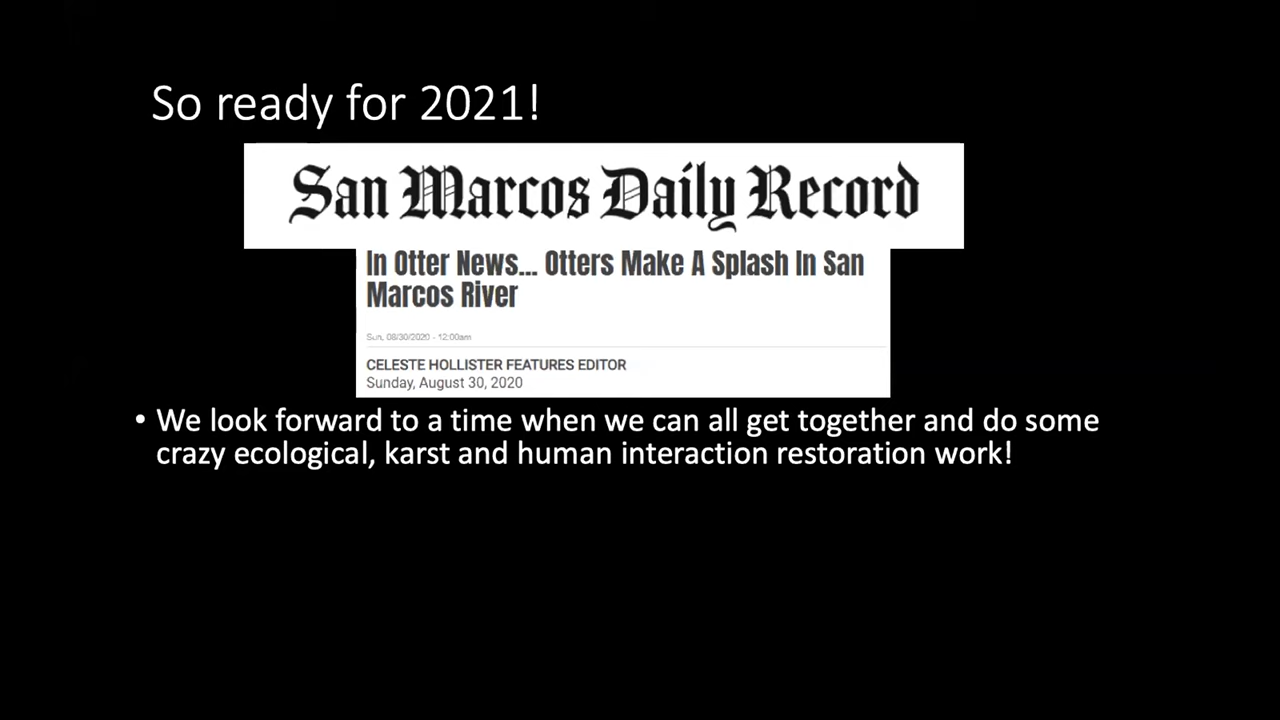 So ready for 2021!
San Marcos Daily Record
In Otter News... Otters Make A Splash In San
Marcos River
Sun, 08/30/2020 - 12:00am
CELESTE HOLLISTER FEATURES EDITOR
Sunday, August 30, 2020
• We look forward to a time when we can all get together and do some
crazy ecological, karst and human interaction restoration work!